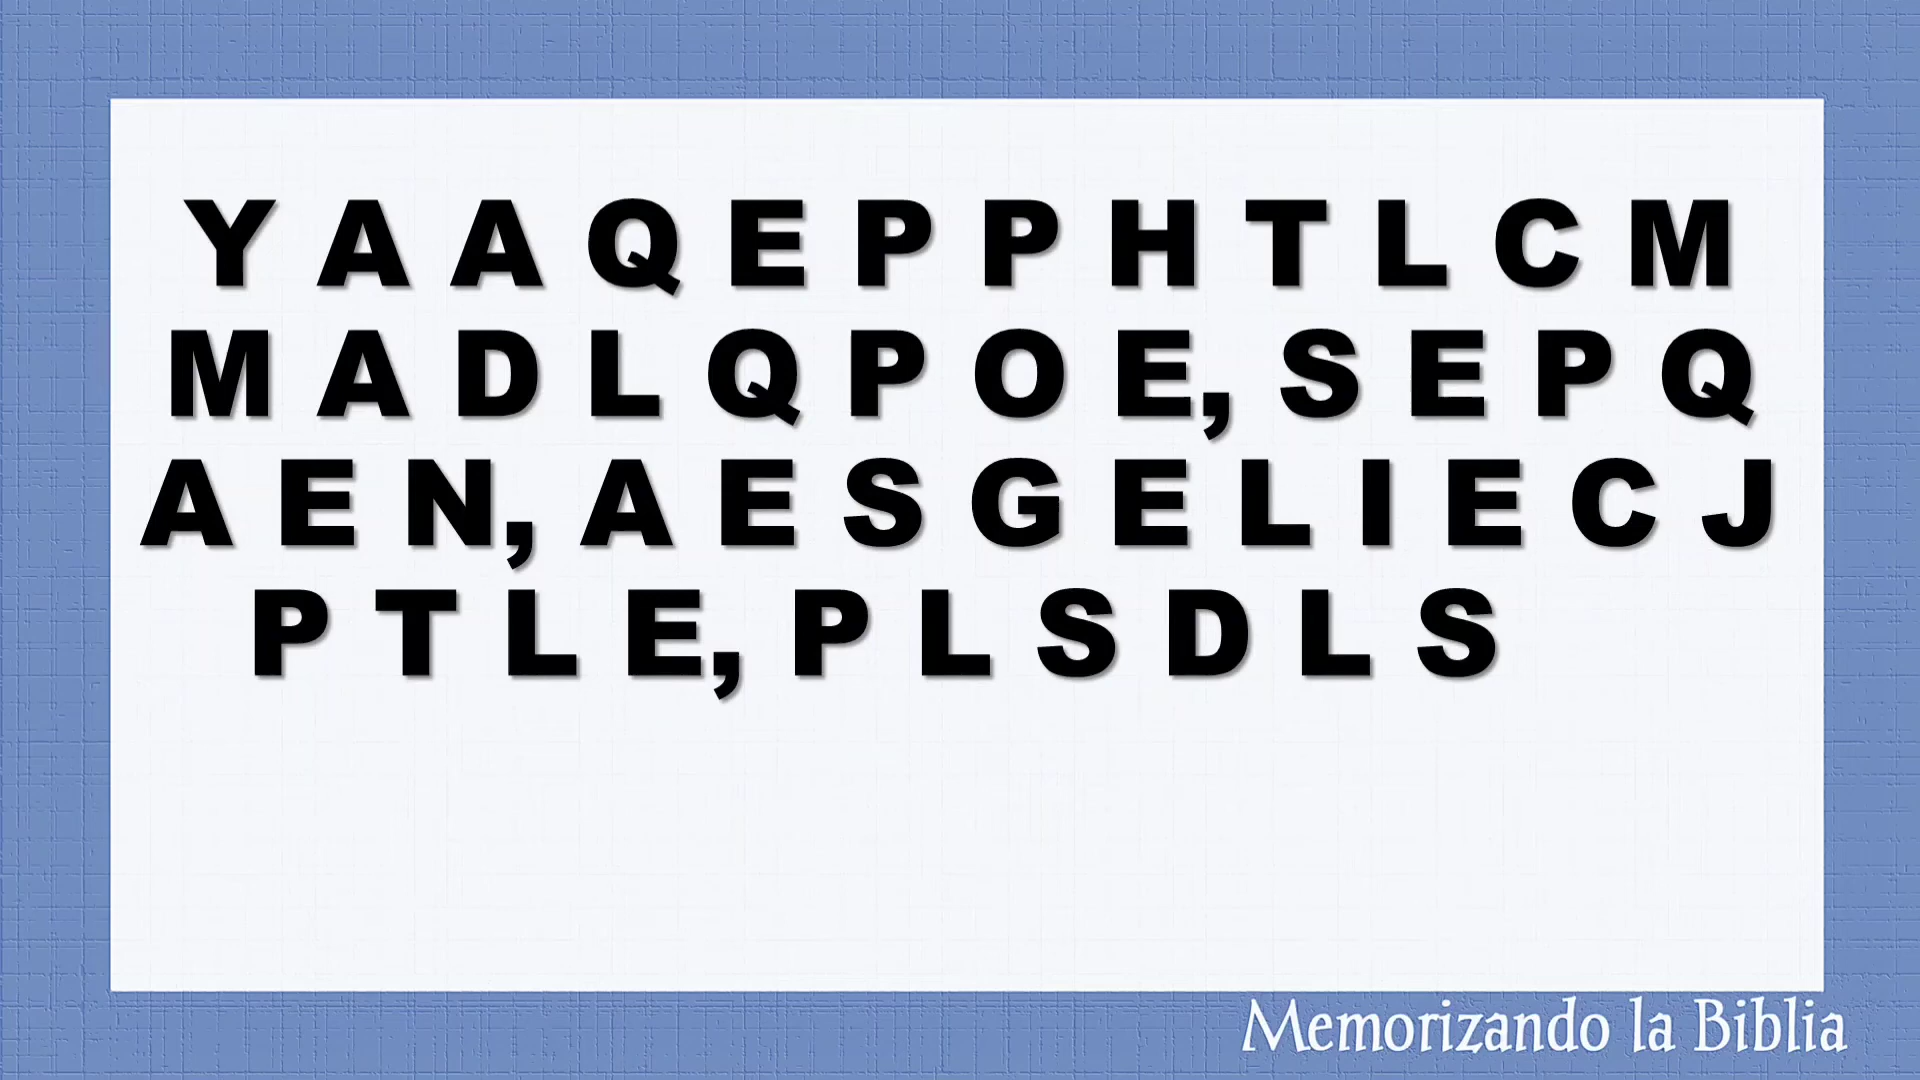 Y A A Q E P P H T L C M
M A D L Q P O E, S E P Q
A E N, A E S G E L I E C J
P T L E, P L S D L S
Memorizando la Biblia